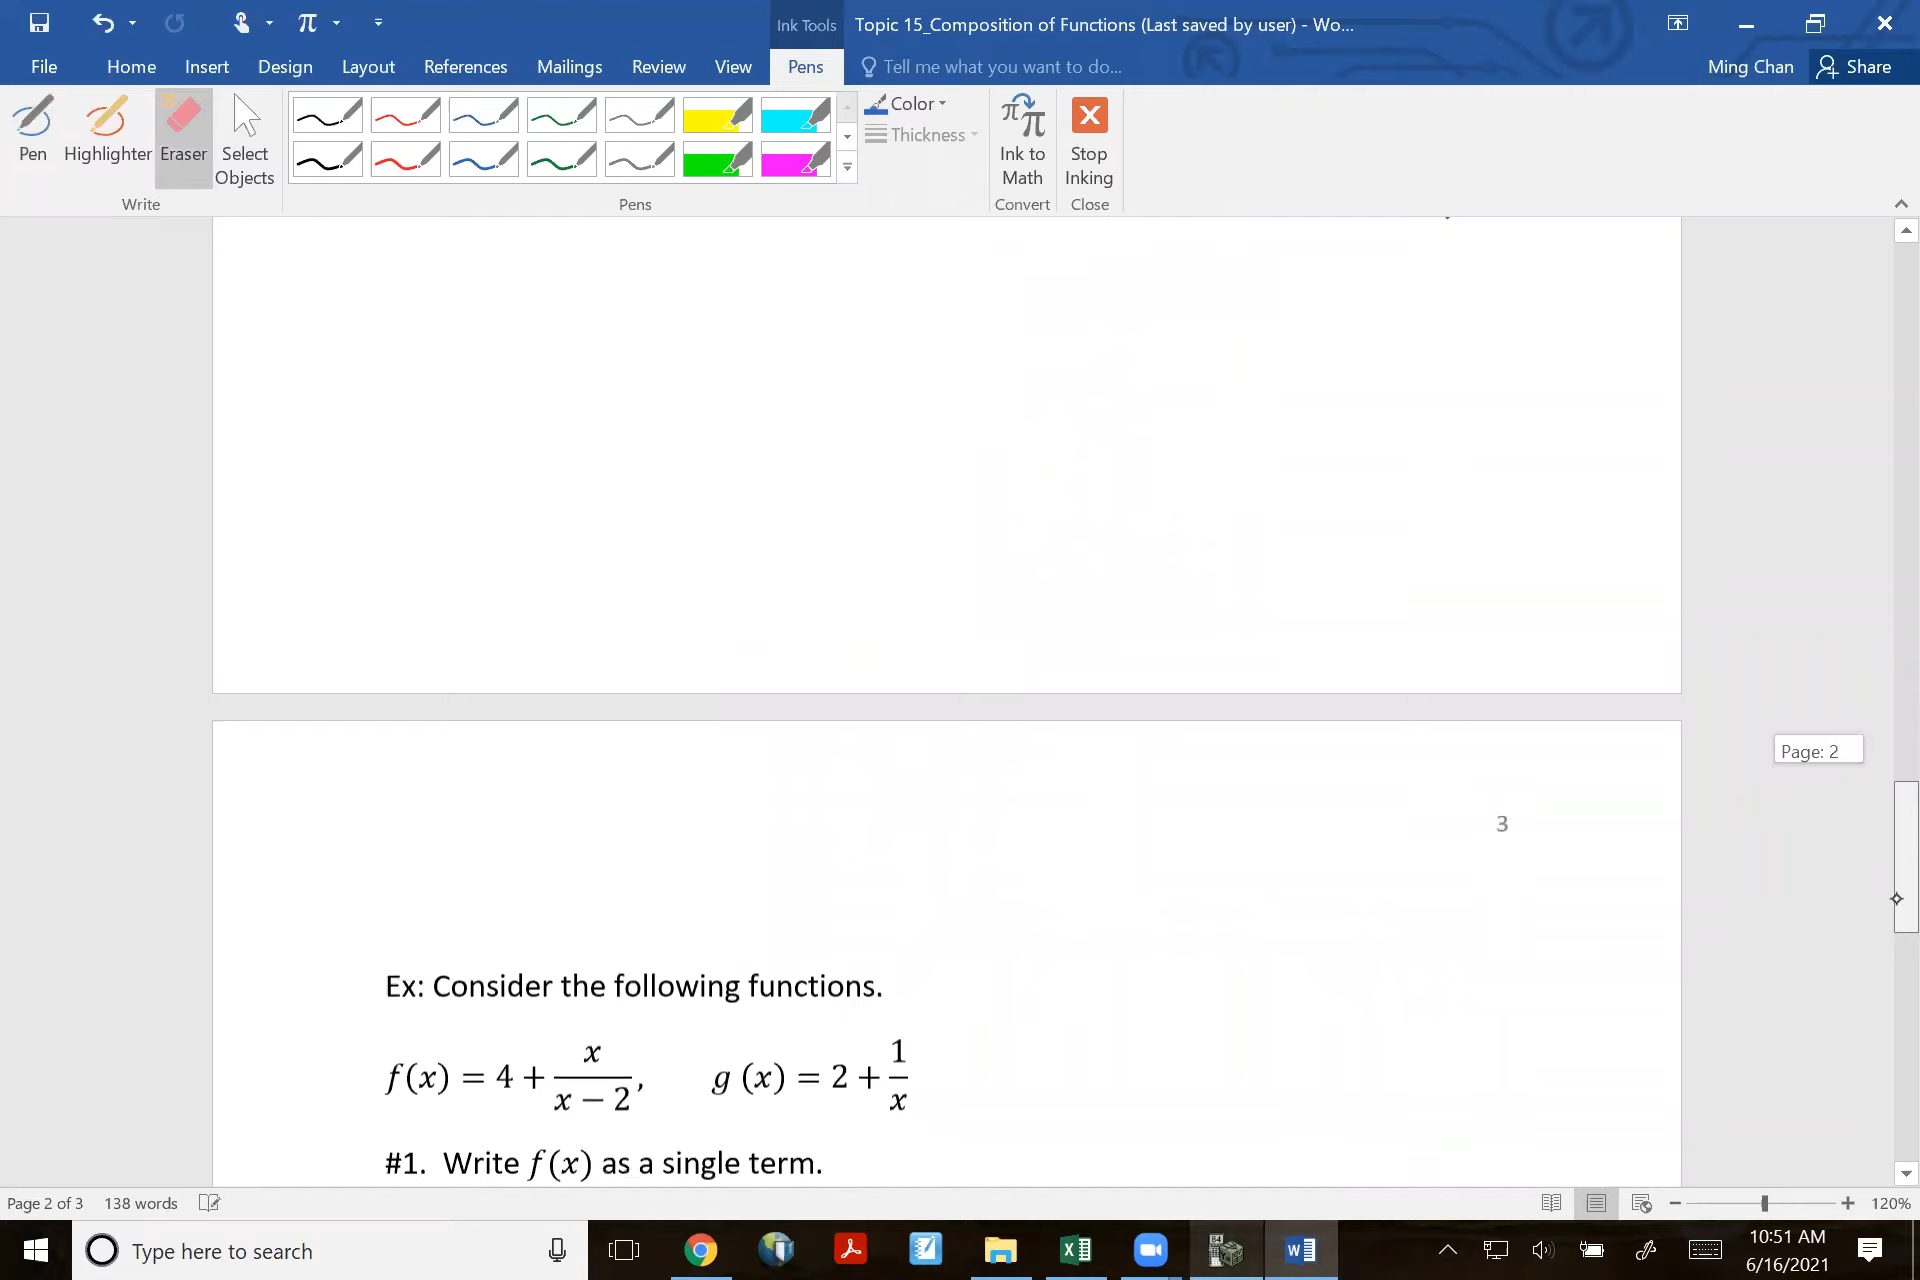 Ink Tools
Topic 15_Composition of Functions (Last saved by user) - Wo...
File Home Insert Design Layout References Mailings Review View Pens Tell me what you want to do... Ming Chan Share
Pen Highlighter Eraser Select Objects
Color
Thickness
Ink to Math
Stop Inking
Write Pens Convert Close
Page: 2
3
Ex: Consider the following functions.
f(x) = 4 + x/(x − 2), g (x) = 2 + 1/x
#1. Write f(x) as a single term.
Page 2 of 3 138 words 120%
Type here to search
10:51 AM
6/16/2021